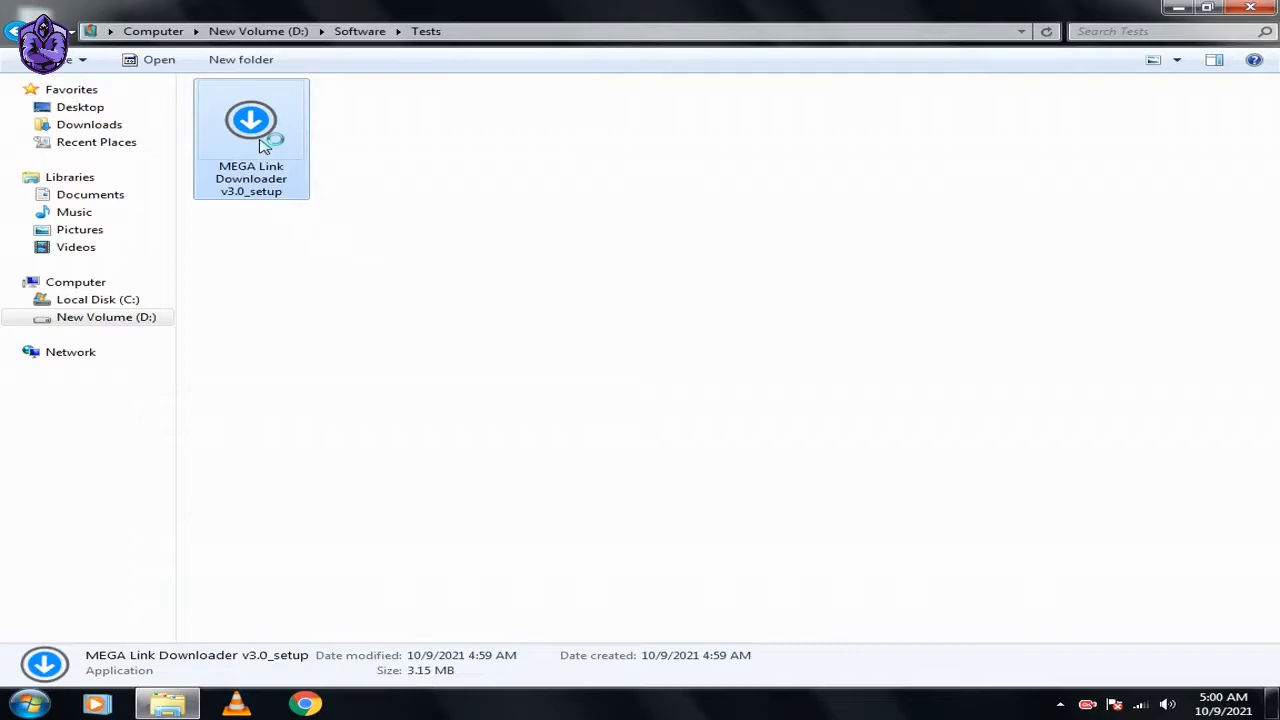 Computer New Volume (D:) Software Tests
Search Tests
Open
New folder
Favorites
Desktop
Downloads
Recent Places
Libraries
Documents
Music
Pictures
Videos
Computer
Local Disk (C:)
New Volume (D:)
Network
MEGA Link
Downloader
v3.0_setup
MEGA Link Downloader v3.0_setup Date modified: 10/9/2021 4:59 AM Date created: 10/9/2021 4:59 AM
Application Size: 3.15 MB
5:00 AM
10/9/2021